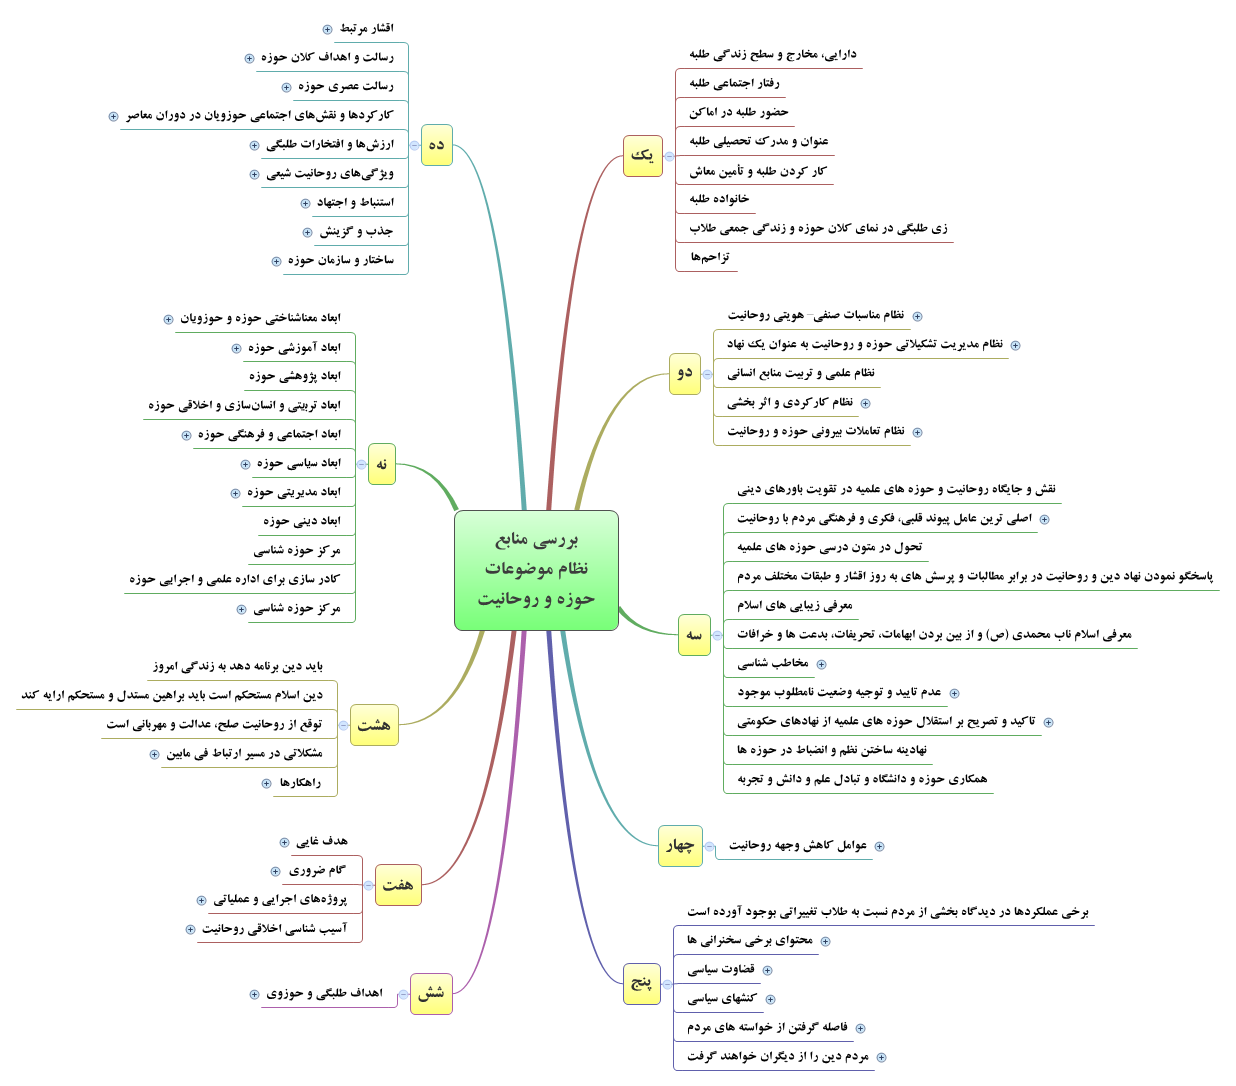 بررسی منابع
نظام موضوعات
حوزه و روحانیت
یک
دارایی، مخارج و سطح زندگی طلبه
رفتار اجتماعی طلبه
حضور طلبه در اماکن
عنوان و مدرک تحصیلی طلبه
کار کردن طلبه و تأمین معاش
خانواده طلبه
زی طلبگی در نمای کلان حوزه و زندگی جمعی طلاب
تزاحم‌ها
دو
نظام مناسبات صنفی- هویتی روحانیت
نظام مدیریت تشکیلاتی حوزه و روحانیت به عنوان یک نهاد
نظام علمی و تربیت منابع انسانی
نظام کارکردی و اثر بخشی
نظام تعاملات بیرونی حوزه و روحانیت
سه
نقش و جایگاه روحانیت و حوزه های علمیه در تقویت باورهای دینی
اصلی ترین عامل پیوند قلبی، فکری و فرهنگی مردم با روحانیت
تحول در متون درسی حوزه های علمیه
پاسخگو نمودن نهاد دین و روحانیت در برابر مطالبات و پرسش های به روز اقشار و طبقات مختلف مردم
معرفی زیبایی های اسلام
معرفی اسلام ناب محمدی (ص) و از بین بردن ابهامات، تحریفات، بدعت ها و خرافات
مخاطب شناسی
عدم تایید و توجیه وضعیت نامطلوب موجود
تاکید و تصریح بر استقلال حوزه های علمیه از نهادهای حکومتی
نهادینه ساختن نظم و انضباط در حوزه ها
همکاری حوزه و دانشگاه و تبادل علم و دانش و تجربه
چهار
عوامل کاهش وجهه روحانیت
پنج
برخی عملکردها در دیدگاه بخشی از مردم نسبت به طلاب تغییراتی بوجود آورده است
محتوای برخی سخنرانی ها
قضاوت سیاسی
کنشهای سیاسی
فاصله گرفتن از خواسته های مردم
مردم دین را از دیگران خواهند گرفت
شش
اهداف طلبگی و حوزوی
هفت
هدف غایی
گام ضروری
پروژه‌های اجرایی و عملیاتی
آسیب شناسی اخلاقی روحانیت
هشت
باید دین برنامه دهد به زندگی امروز
دین اسلام مستحکم است باید براهین مستدل و مستحکم ارایه کند
توقع از روحانیت صلح، عدالت و مهربانی است
مشکلاتی در مسیر ارتباط فی مابین
راهکارها
نه
ابعاد معناشناختی حوزه و حوزویان
ابعاد آموزشی حوزه
ابعاد پژوهشی حوزه
ابعاد تربیتی و انسان‌سازی و اخلاقی حوزه
ابعاد اجتماعی و فرهنگی حوزه
ابعاد سیاسی حوزه
ابعاد مدیریتی حوزه
ابعاد دینی حوزه
مرکز حوزه شناسی
کادر سازی برای اداره علمی و اجرایی حوزه
مرکز حوزه شناسی
ده
اقشار مرتبط
رسالت و اهداف کلان حوزه
رسالت عصری حوزه
کارکردها و نقش‌های اجتماعی حوزویان در دوران معاصر
ارزش‌ها و افتخارات طلبگی
ویژگی‌های روحانیت شیعی
استنباط و اجتهاد
جذب و گزینش
ساختار و سازمان حوزه